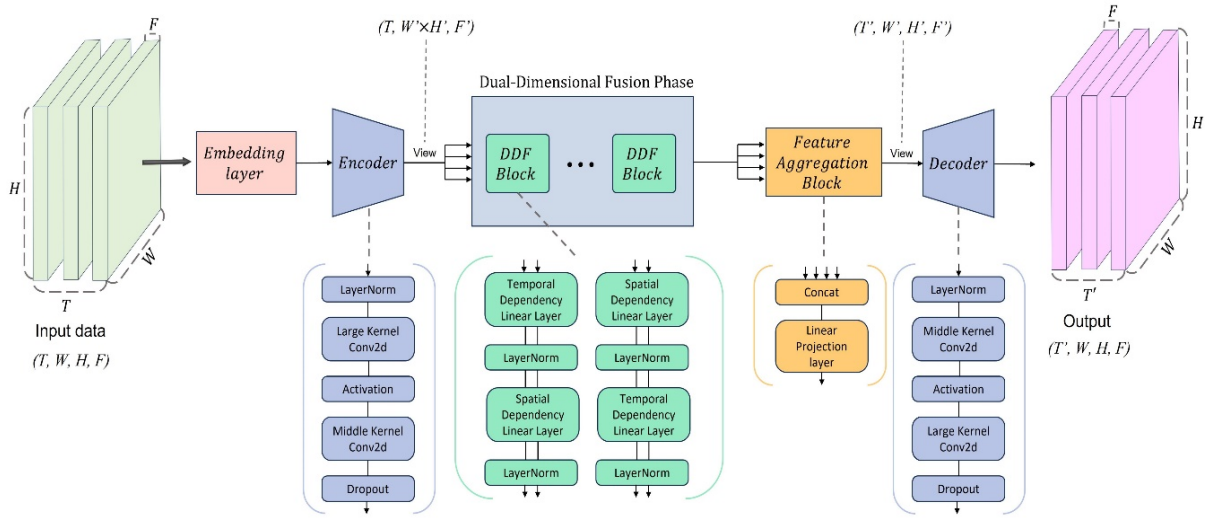 F
H
W
T
Input data
(T, W, H, F)
Embedding
layer
Encoder
(T, W'×H', F')
View
Dual-Dimensional Fusion Phase
DDF
Block
DDF
Block
Feature
Aggregation
Block
(T', W', H', F')
View
Decoder
F
H
W
T'
Output
(T', W, H, F)
LayerNorm
Large Kernel
Conv2d
Activation
Middle Kernel
Conv2d
Dropout
Temporal
Dependency
Linear Layer
LayerNorm
Spatial
Dependency
Linear Layer
LayerNorm
Spatial
Dependency
Linear Layer
LayerNorm
Temporal
Dependency
Linear Layer
LayerNorm
Concat
Linear
Projection
layer
LayerNorm
Middle Kernel
Conv2d
Activation
Large Kernel
Conv2d
Dropout